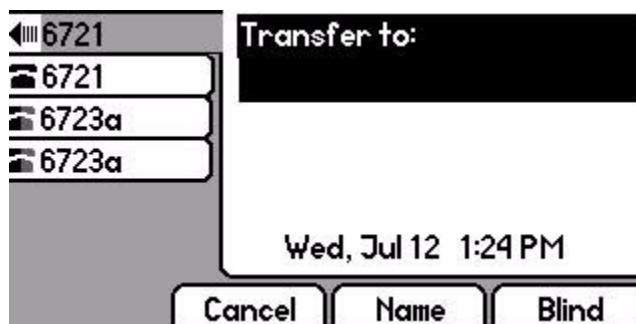 6721
6721
6723a
6723a
Transfer to:
Wed, Jul 12 1:24 PM
Cancel
Name
Blind